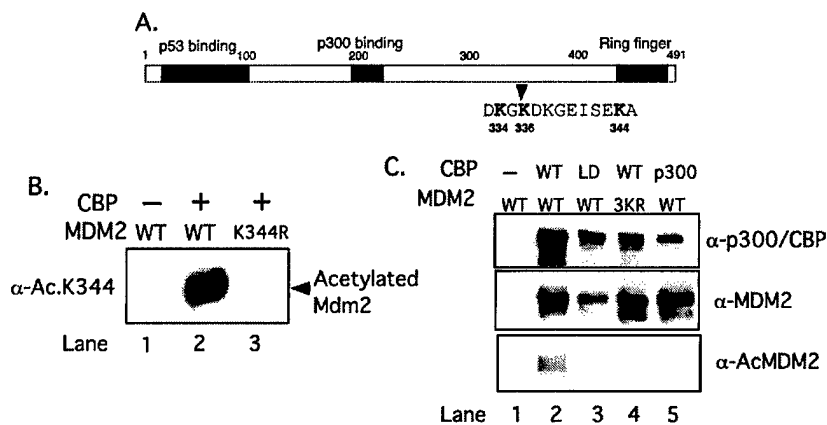 A.
p53 binding p300 binding Ring finger
1 100 200 300 400 491
DKGKDKGEISEKA
334 336 344
B.
CBP – + +
MDM2 WT WT K344R
α-Ac.K344
Acetylated
Mdm2
Lane 1 2 3
C.
CBP – WT LD WT p300
MDM2 WT WT WT 3KR WT
α-p300/CBP
α-MDM2
α-AcMDM2
Lane 1 2 3 4 5